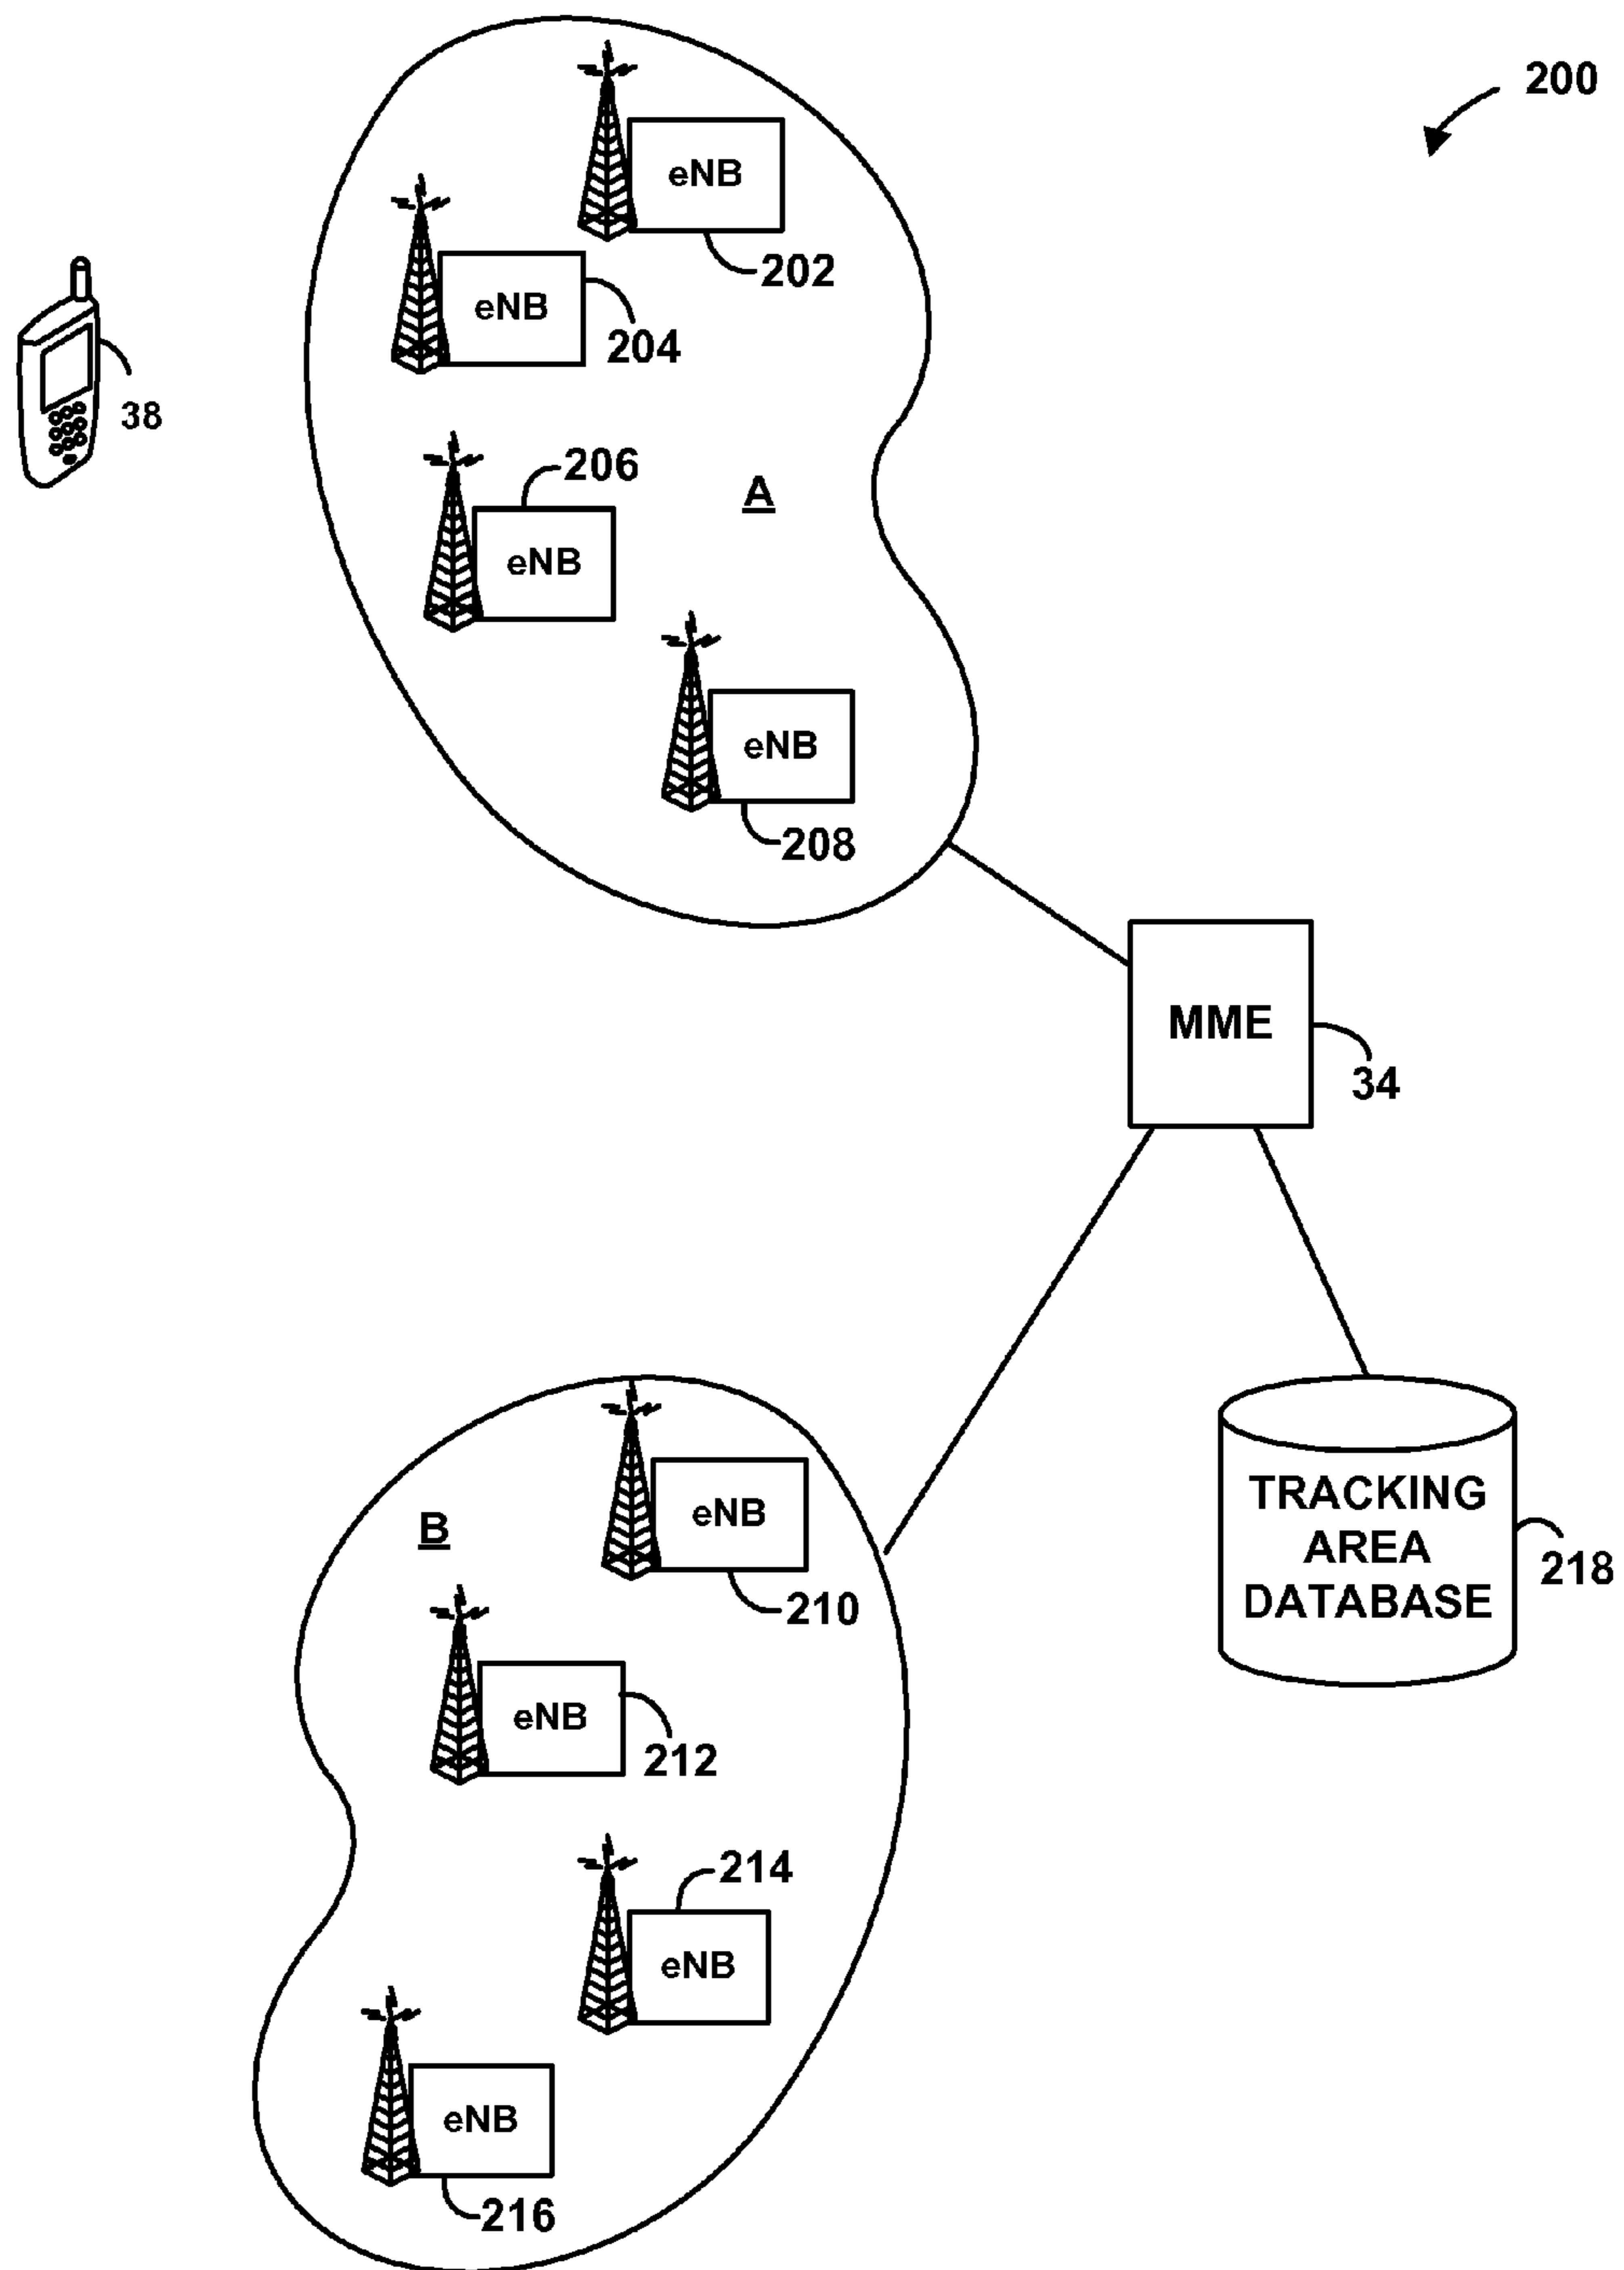 200
eNB
202
eNB
204
38
206
A
eNB
eNB
208
MME
34
B
eNB
210
TRACKING
AREA
DATABASE
218
eNB
212
214
eNB
eNB
216